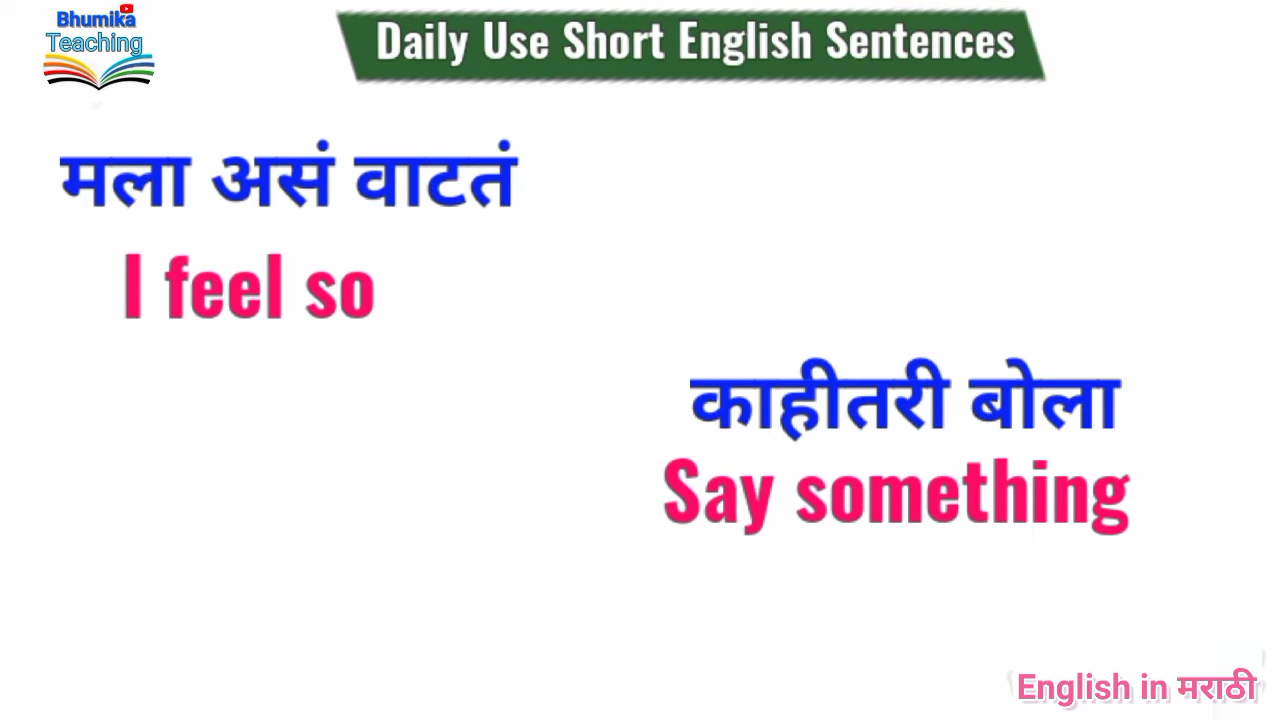 Bhumika
Teaching
Daily Use Short English Sentences
मला असं वाटतं
I feel so
काहीतरी बोला
Say something
English in मराठी